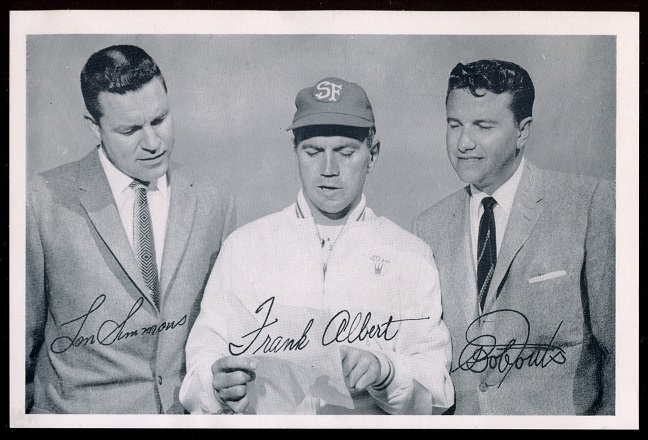 SF
Lon Simmons
Frank Albert
Bob Fouts